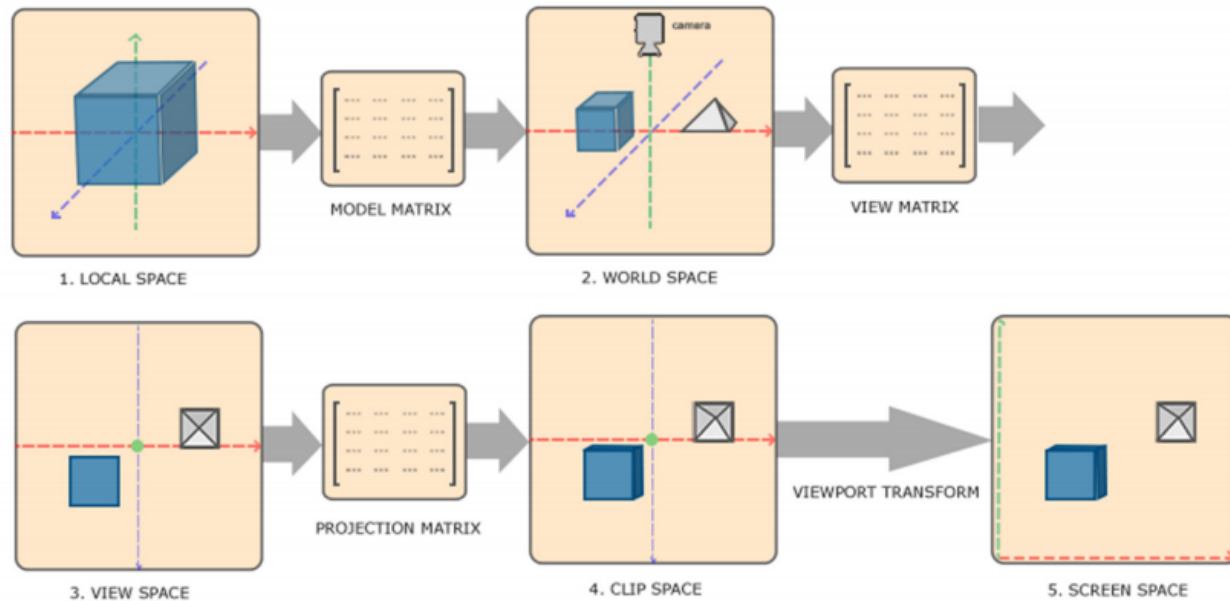 camera
MODEL MATRIX
VIEW MATRIX
1. LOCAL SPACE
2. WORLD SPACE
VIEWPORT TRANSFORM
PROJECTION MATRIX
3. VIEW SPACE
4. CLIP SPACE
5. SCREEN SPACE